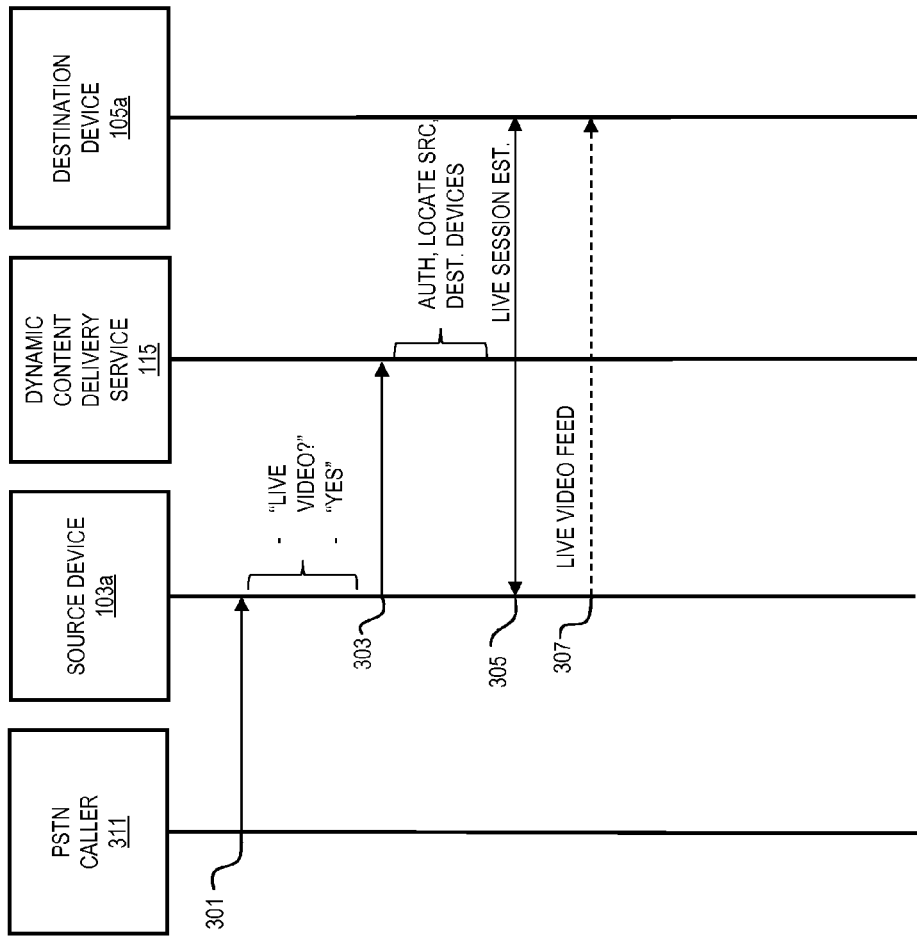 PSTN
CALLER
311
SOURCE DEVICE
103a
DYNAMIC
CONTENT
DELIVERY
SERVICE
115
DESTINATION
DEVICE
105a
301
- "LIVE
VIDEO?"
- "YES"
303
AUTH, LOCATE SRC,
DEST. DEVICES
305
LIVE SESSION EST.
307
LIVE VIDEO FEED